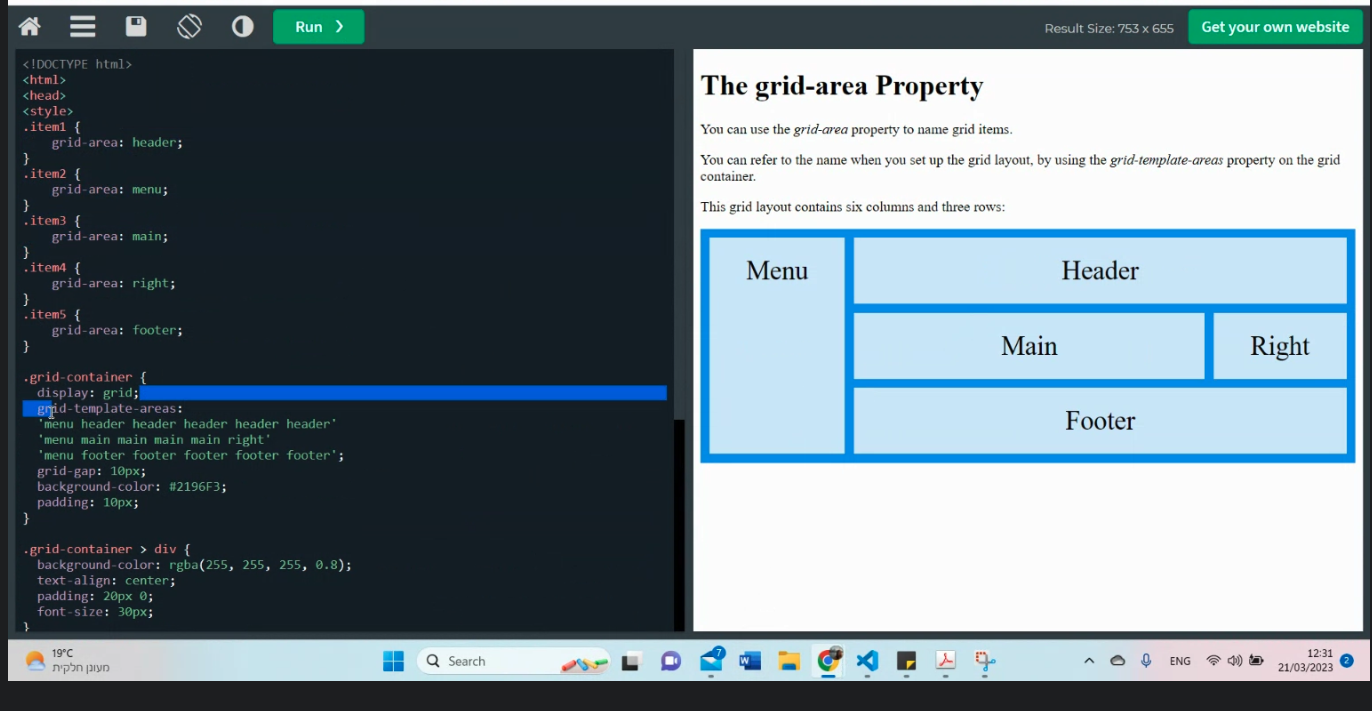 Run ❯
Result Size: 753 x 655
Get your own website
<!DOCTYPE html>
<html>
<head>
<style>
.item1 {
    grid-area: header;
}
.item2 {
    grid-area: menu;
}
.item3 {
    grid-area: main;
}
.item4 {
    grid-area: right;
}
.item5 {
    grid-area: footer;
}
.grid-container {
  display: grid;
  grid-template-areas:
  'menu header header header header header'
  'menu main main main main right'
  'menu footer footer footer footer footer';
  grid-gap: 10px;
  background-color: #2196F3;
  padding: 10px;
}
.grid-container > div {
  background-color: rgba(255, 255, 255, 0.8);
  text-align: center;
  padding: 20px 0;
  font-size: 30px;
}
The grid-area Property
You can use the grid-area property to name grid items.
You can refer to the name when you set up the grid layout, by using the grid-template-areas property on the grid
container.
This grid layout contains six columns and three rows:
Menu
Header
Main
Right
Footer
19°C
מעונן חלקית
Search
7
ENG
12:31
21/03/2023
2